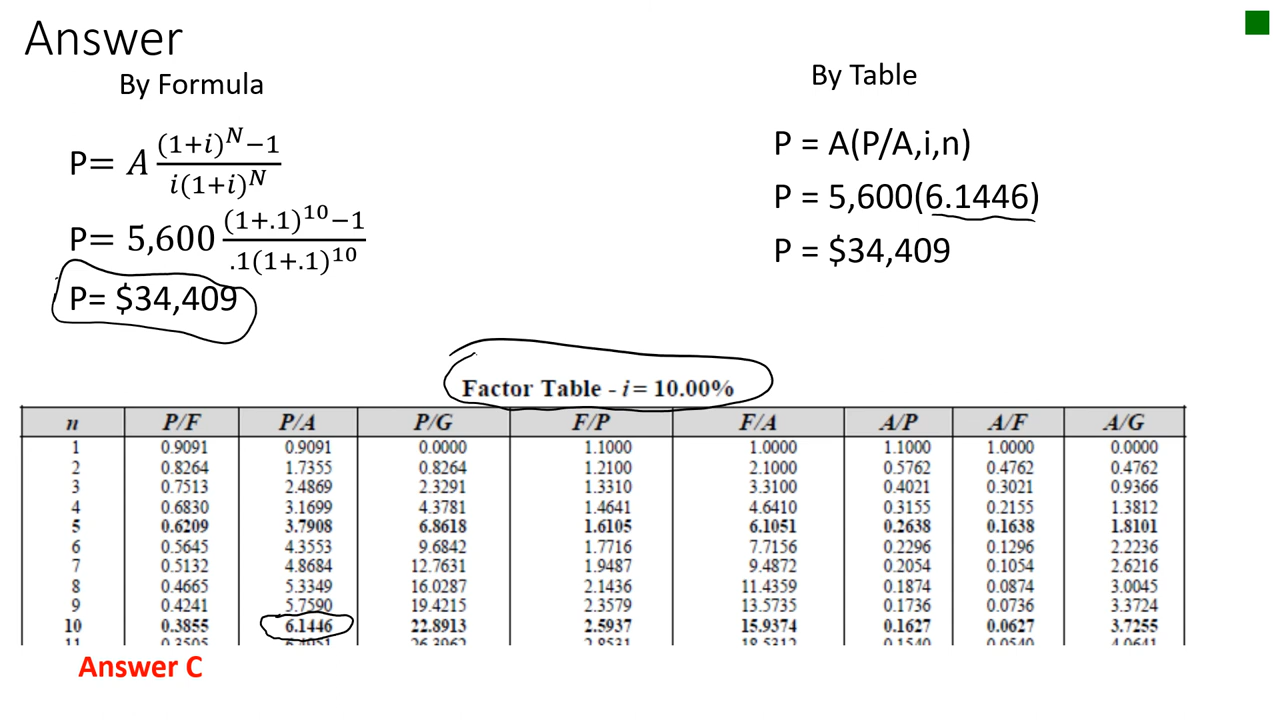 Answer
By Formula
P= A ((1+i)^N−1)/(i(1+i)^N)
P= 5,600 ((1+.1)^10−1)/(.1(1+.1)^10)
P= $34,409
By Table
P = A(P/A,i,n)
P = 5,600(6.1446)
P = $34,409
Factor Table - i = 10.00%
n P/F P/A P/G F/P F/A A/P A/F A/G
1 0.9091 0.9091 0.0000 1.1000 1.0000 1.1000 1.0000 0.0000
2 0.8264 1.7355 0.8264 1.2100 2.1000 0.5762 0.4762 0.4762
3 0.7513 2.4869 2.3291 1.3310 3.3100 0.4021 0.3021 0.9366
4 0.6830 3.1699 4.3781 1.4641 4.6410 0.3155 0.2155 1.3812
5 0.6209 3.7908 6.8618 1.6105 6.1051 0.2638 0.1638 1.8101
6 0.5645 4.3553 9.6842 1.7716 7.7156 0.2296 0.1296 2.2236
7 0.5132 4.8684 12.7631 1.9487 9.4872 0.2054 0.1054 2.6216
8 0.4665 5.3349 16.0287 2.1436 11.4359 0.1874 0.0874 3.0045
9 0.4241 5.7590 19.4215 2.3579 13.5735 0.1736 0.0736 3.3724
10 0.3855 6.1446 22.8913 2.5937 15.9374 0.1627 0.0627 3.7255
Answer C